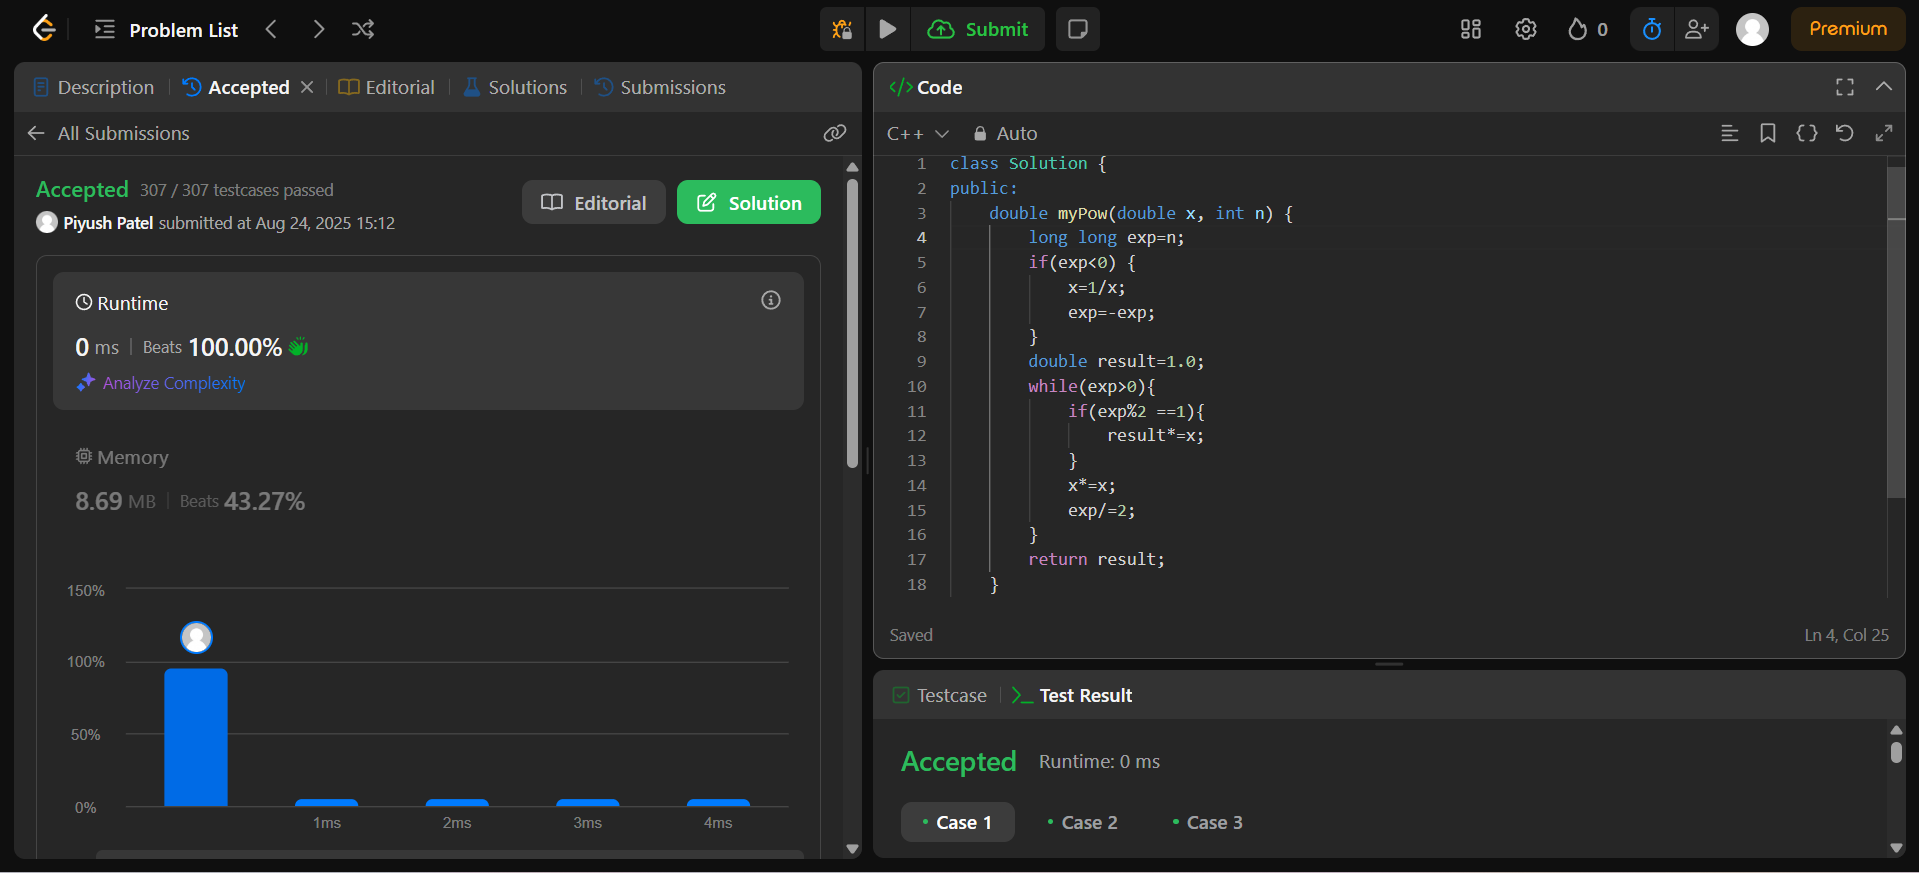 Problem List
Submit
0
Premium
Description
Accepted
Editorial
Solutions
Submissions
All Submissions
Accepted 307 / 307 testcases passed
Piyush Patel submitted at Aug 24, 2025 15:12
Editorial
Solution
Runtime
0 ms | Beats 100.00%
Analyze Complexity
Memory
8.69 MB | Beats 43.27%
150%
100%
50%
0%
1ms
2ms
3ms
4ms
</> Code
C++
Auto
1 class Solution {
2 public:
3     double myPow(double x, int n) {
4         long long exp=n;
5         if(exp<0) {
6             x=1/x;
7             exp=-exp;
8         }
9         double result=1.0;
10         while(exp>0){
11             if(exp%2 ==1){
12                 result*=x;
13             }
14             x*=x;
15             exp/=2;
16         }
17         return result;
18     }
Saved
Ln 4, Col 25
Testcase
Test Result
Accepted Runtime: 0 ms
• Case 1
• Case 2
• Case 3